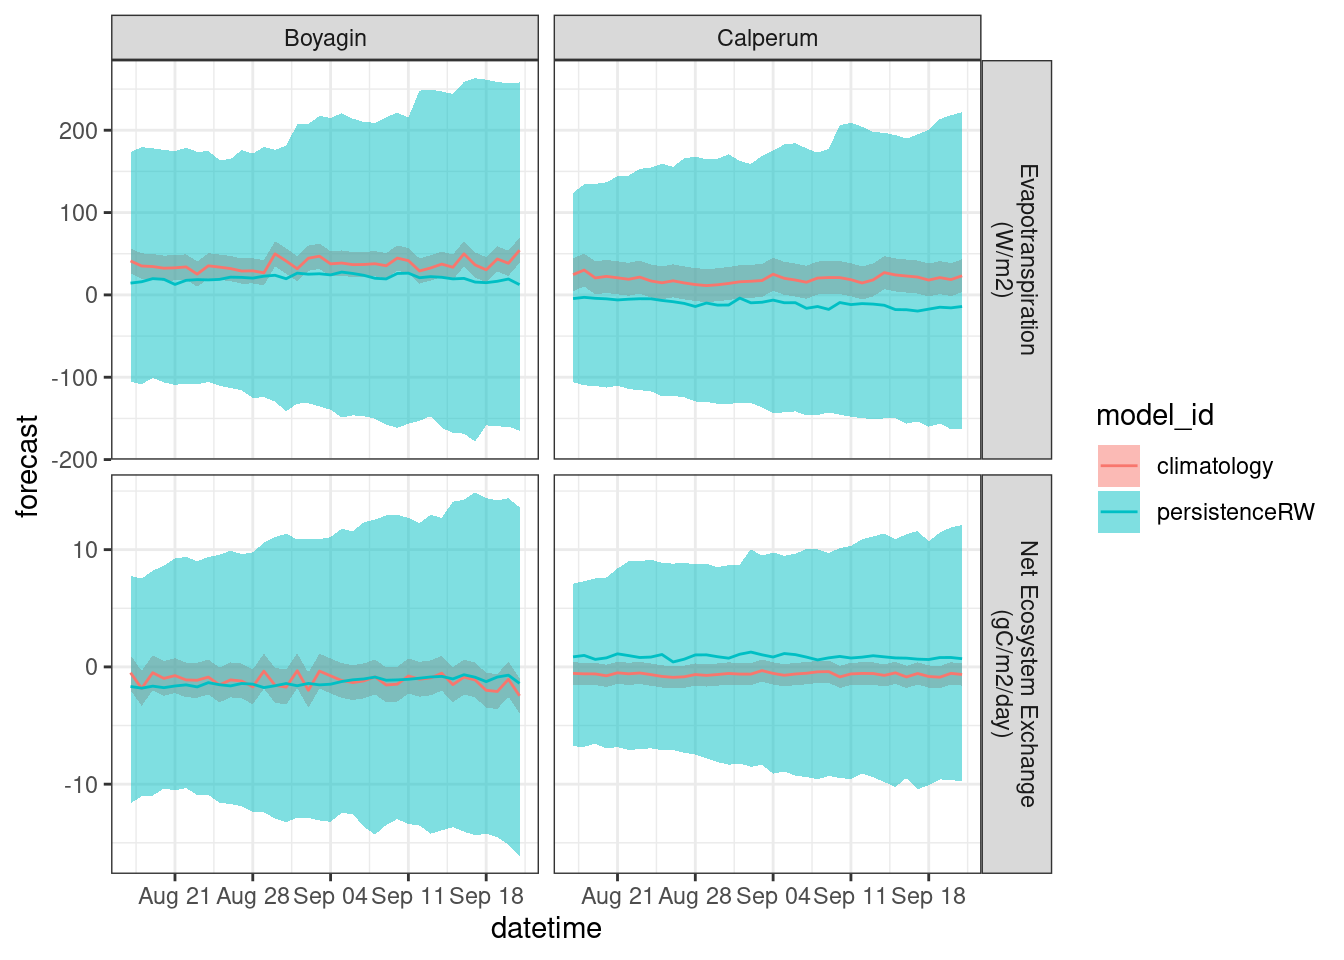 Boyagin
Calperum
200
100
0
-100
-200
Evapotranspiration
(W/m2)
10
0
-10
Net Ecosystem Exchange
(gC/m2/day)
forecast
Aug 21 Aug 28 Sep 04 Sep 11 Sep 18
Aug 21 Aug 28 Sep 04 Sep 11 Sep 18
datetime
model_id
climatology
persistenceRW